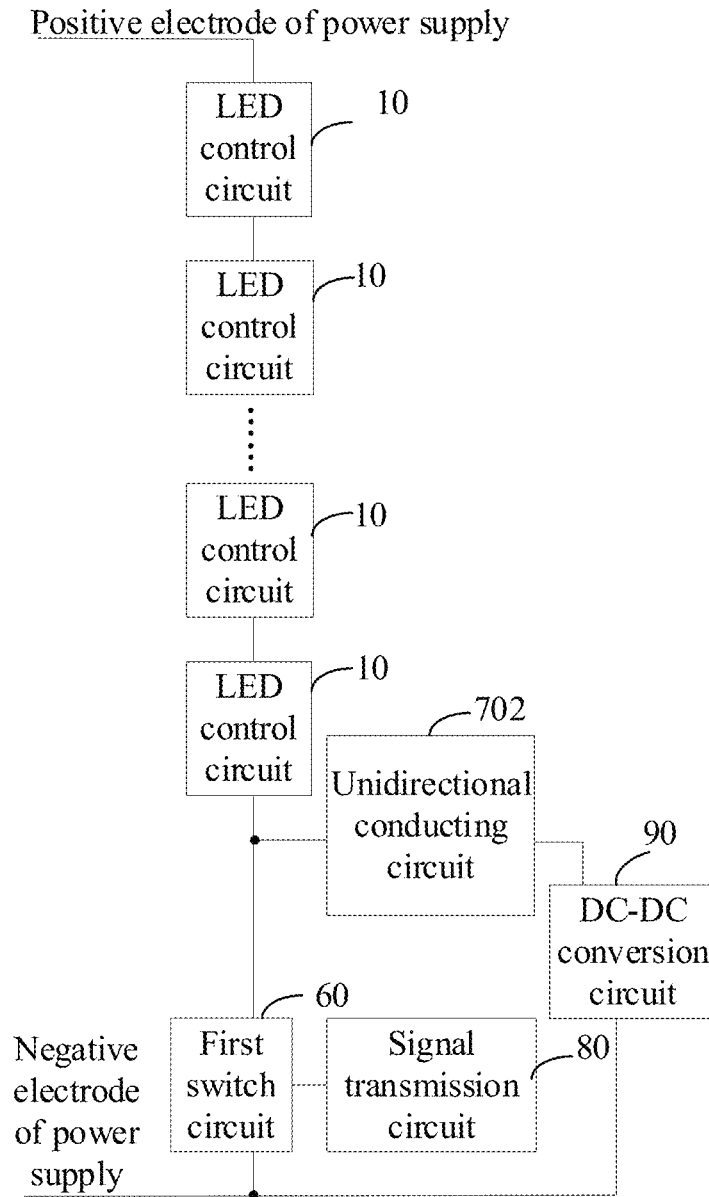 Positive electrode of power supply
LED
control
circuit
10
LED
control
circuit
10
LED
control
circuit
10
LED
control
circuit
10
702
Unidirectional
conducting
circuit
90
DC-DC
conversion
circuit
60
First
switch
circuit
Signal
transmission
circuit
80
Negative
electrode
of power
supply